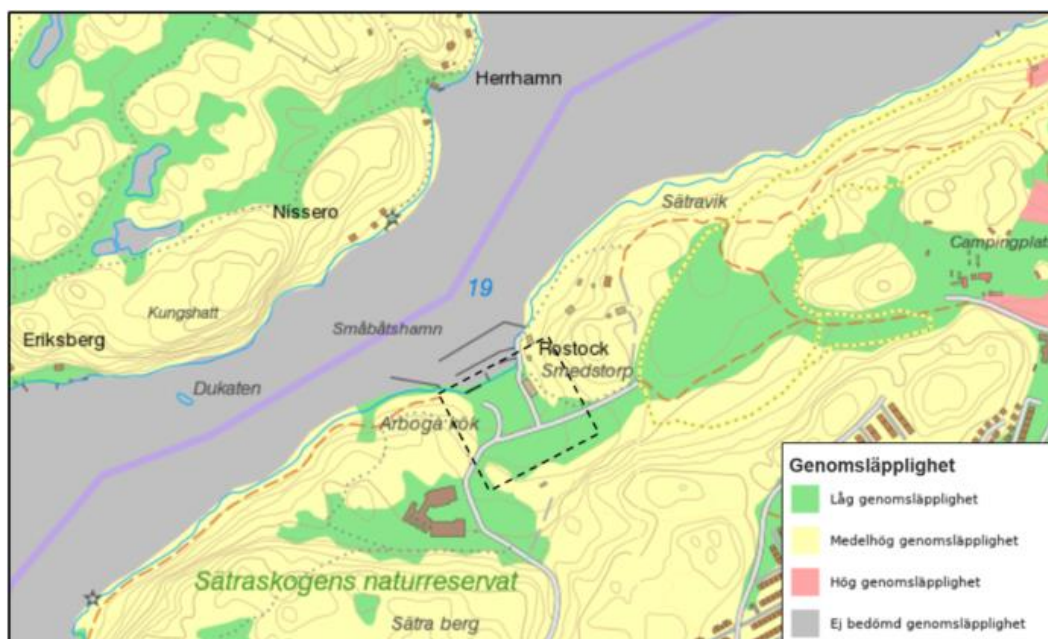 Herrhamn
Sätravik
Nissero
Campingplat
19
Kungshatt
Småbåtshamn
Eriksberg
Rostock
Smedstorp
Dukaten
Arboga kök
Genomsläpplighet
Låg genomsläpplighet
Medelhög genomsläpplighet
Hög genomsläpplighet
Ej bedömd genomsläpplighet
Sätraskogens naturreservat
Sätra berg